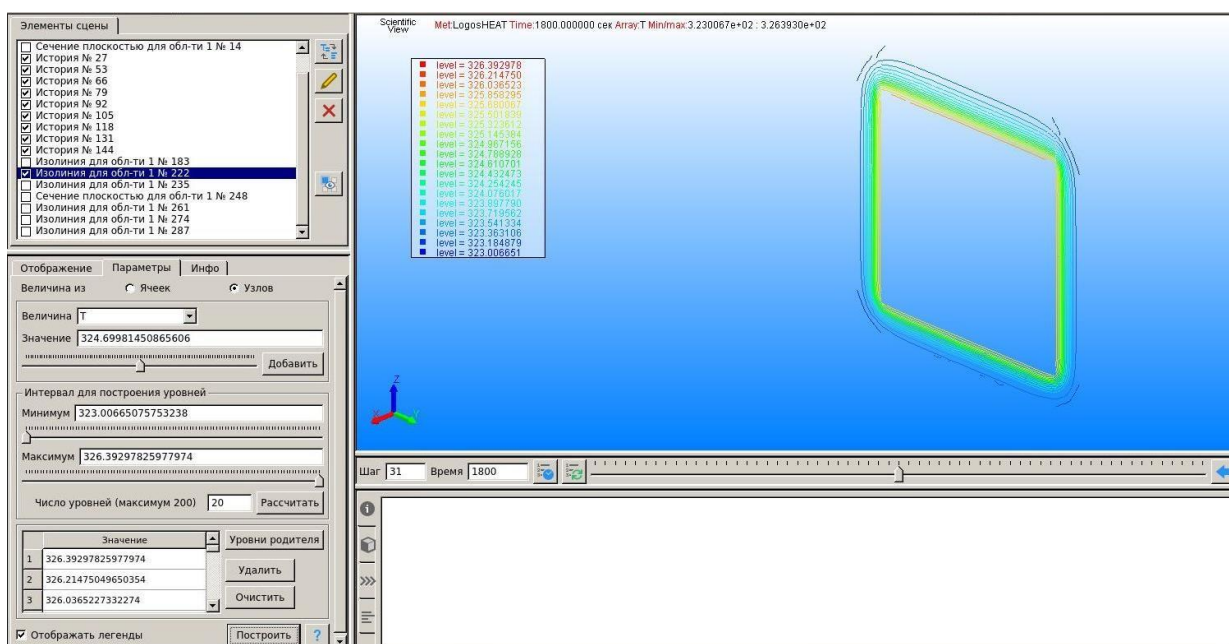 Элементы сцены
Сечение плоскостью для обл-ти 1 № 14
История № 27
История № 53
История № 66
История № 79
История № 92
История № 105
История № 118
История № 131
История № 144
Изолиния для обл-ти 1 № 183
Изолиния для обл-ти 1 № 222
Изолиния для обл-ти 1 № 235
Сечение плоскостью для обл-ти 1 № 248
Изолиния для обл-ти 1 № 261
Изолиния для обл-ти 1 № 274
Изолиния для обл-ти 1 № 287
Отображение Параметры Инфо
Величина из Ячеек Узлов
Величина T
Значение 324.69981450865606
Добавить
Интервал для построения уровней
Минимум 323.00665075753238
Максимум 326.39297825977974
Число уровней (максимум 200) 20 Рассчитать
Значение Уровни родителя
1 326.39297825977974
2 326.21475049650354
3 326.0365227332274
Удалить
Очистить
Отображать легенды Построить ?
Scientific View
Met:LogosHEAT Time:1800.000000 сек Array:T Min/max:3.230067e+02 : 3.263930e+02
level = 326.392978
level = 326.214750
level = 326.036523
level = 325.858295
level = 325.680067
level = 325.501839
level = 325.323612
level = 325.145384
level = 324.967156
level = 324.788928
level = 324.610701
level = 324.432473
level = 324.254245
level = 324.076017
level = 323.897790
level = 323.719562
level = 323.541334
level = 323.363106
level = 323.184879
level = 323.006651
Z
X
Y
Шаг 31 Время 1800